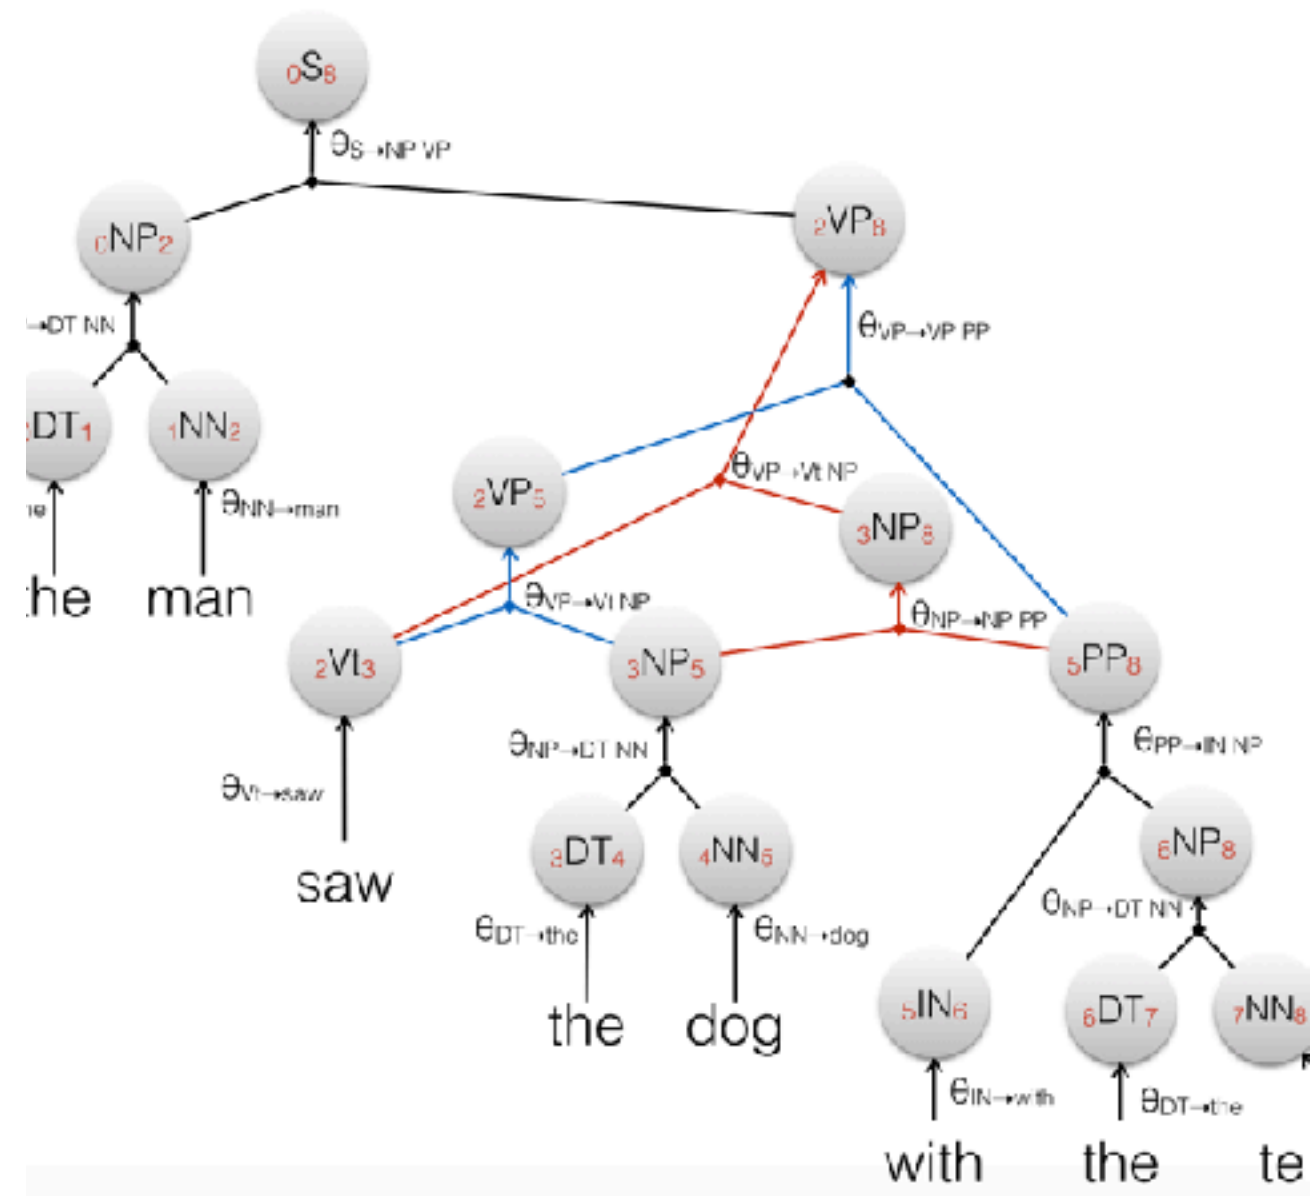 0S8
θS→NP VP
0NP2
2VP8
→DT NN
θVP→VP PP
DT1
1NN2
2VP5
θVP→Vt NP
3NP8
θNN→man
the man
θVP→Vt NP
θNP→NP PP
2Vt3
3NP5
5PP8
θNP→DT NN
θPP→IN NP
θVt→saw
3DT4
4NN5
6NP8
saw
θNP→DT NN
θDT→the
θNN→dog
5IN6
6DT7
7NN8
the dog
θIN→with
θDT→the
with the te